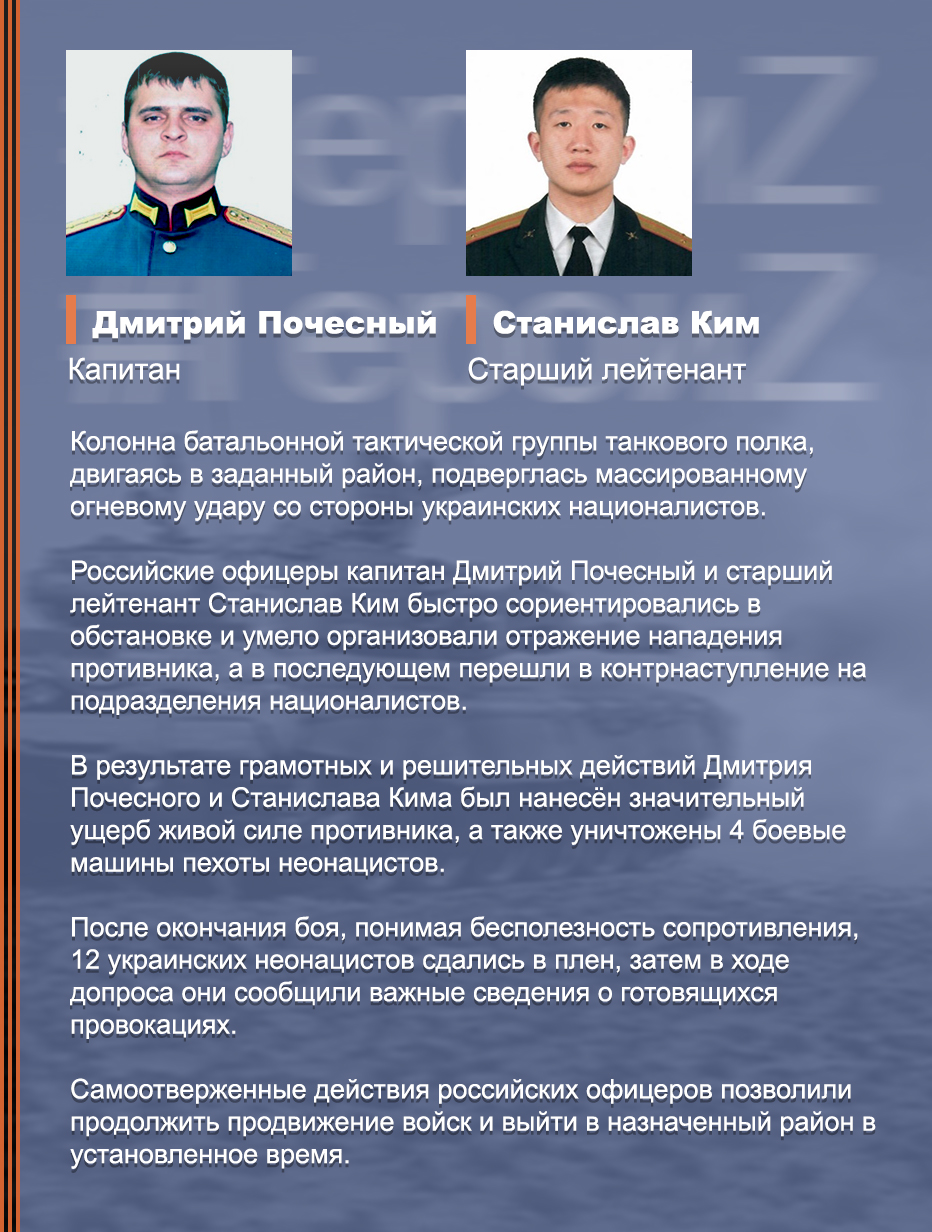 #ГероиZ
#ГероиZ
Дмитрий Почесный
Капитан
Станислав Ким
Старший лейтенант
Колонна батальонной тактической группы танкового полка,
двигаясь в заданный район, подверглась массированному
огневому удару со стороны украинских националистов.
Российские офицеры капитан Дмитрий Почесный и старший
лейтенант Станислав Ким быстро сориентировались в
обстановке и умело организовали отражение нападения
противника, а в последующем перешли в контрнаступление на
подразделения националистов.
В результате грамотных и решительных действий Дмитрия
Почесного и Станислава Кима был нанесён значительный
ущерб живой силе противника, а также уничтожены 4 боевые
машины пехоты неонацистов.
После окончания боя, понимая бесполезность сопротивления,
12 украинских неонацистов сдались в плен, затем в ходе
допроса они сообщили важные сведения о готовящихся
провокациях.
Самоотверженные действия российских офицеров позволили
продолжить продвижение войск и выйти в назначенный район в
установленное время.